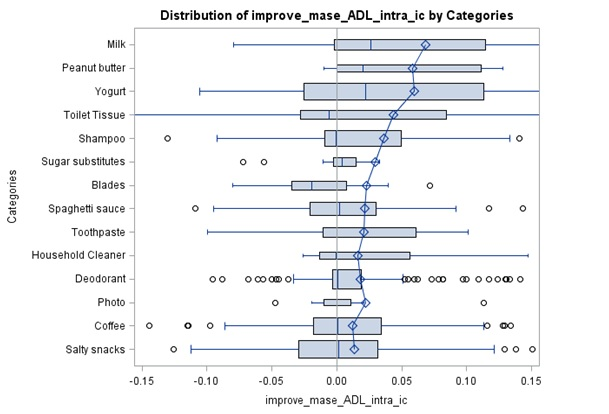 Distribution of improve_mase_ADL_intra_ic by Categories
Categories
Milk
Peanut butter
Yogurt
Toilet Tissue
Shampoo
Sugar substitutes
Blades
Spaghetti sauce
Toothpaste
Household Cleaner
Deodorant
Photo
Coffee
Salty snacks
-0.15 -0.10 -0.05 0.00 0.05 0.10 0.15
improve_mase_ADL_intra_ic